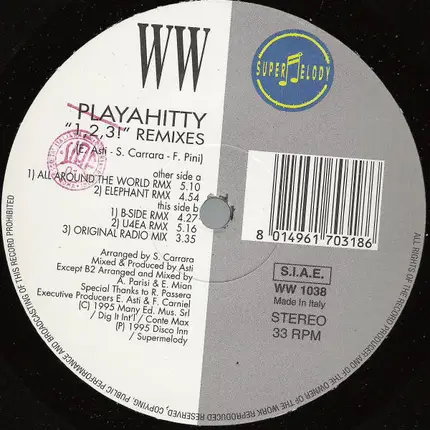 WW
SUPER MELODY
PLAYAHITTY
"1,2,3!" REMIXES
(E. Asti - S. Carrara - F. Pini)
other side a
1) ALL AROUND THE WORLD RMX 5.10
2) ELEPHANT RMX 4.54
this side b
1) B-SIDE RMX 4.27
2) U4EA RMX 5.16
3) ORIGINAL RADIO MIX 3.35
Arranged by S. Carrara
Mixed & Produced by Asti
Except B2 Arranged and Mixed by
A. Parisi & E. Mian
Special Thanks to R. Passera
Executive Producers E. Asti & F. Carniel
(C) 1995 Many Ed. Mus. Srl
/ Dig It Int'l / Conte Max
(P) 1995 Disco Inn
/ Supermelody
8 014961 703186
S.I.A.E.
WW 1038
Made in Italy
STEREO
33 RPM
ALL RIGHTS OF THE RECORD PRODUCER AND OF THE OWNER OF THE WORK REPRODUCED RESERVED, COPYING, PUBLIC PERFORMANCE AND BROADCASTING OF THIS RECORD PROHIBITED